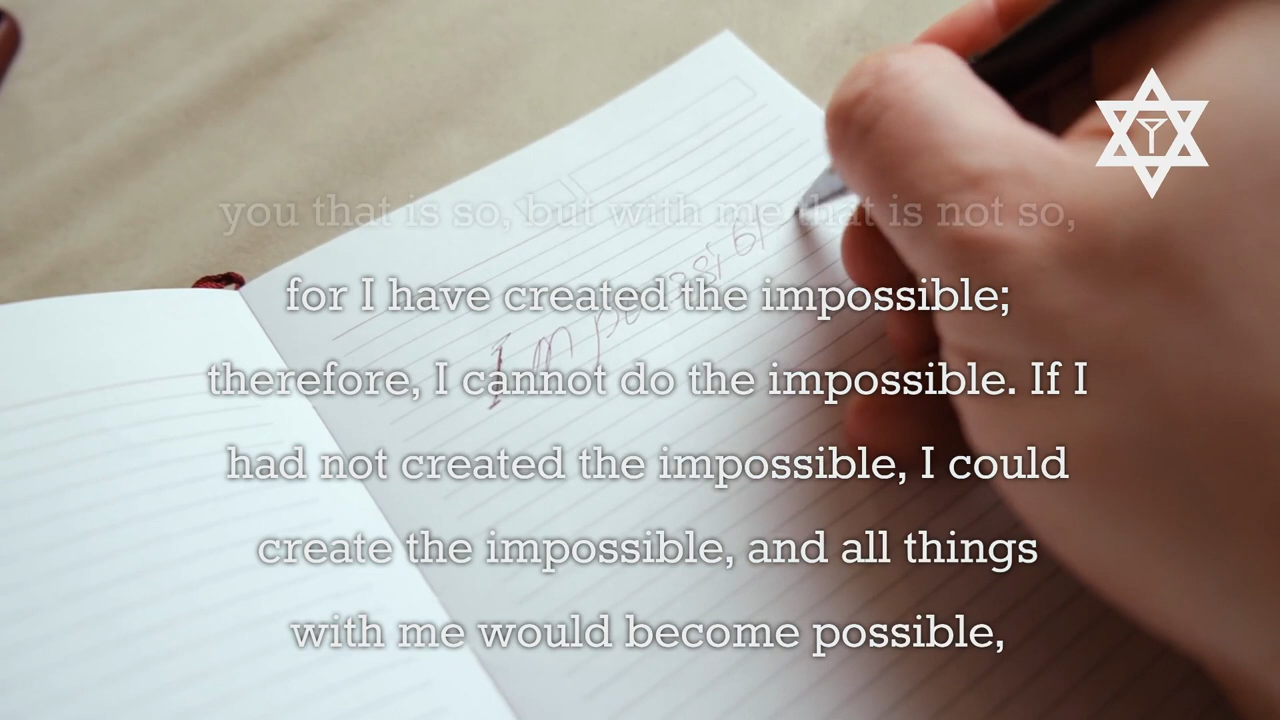 you that is so, but with me that is not so,
for I have created the impossible;
therefore, I cannot do the impossible. If I
had not created the impossible, I could
create the impossible, and all things
with me would become possible,
Impossibl